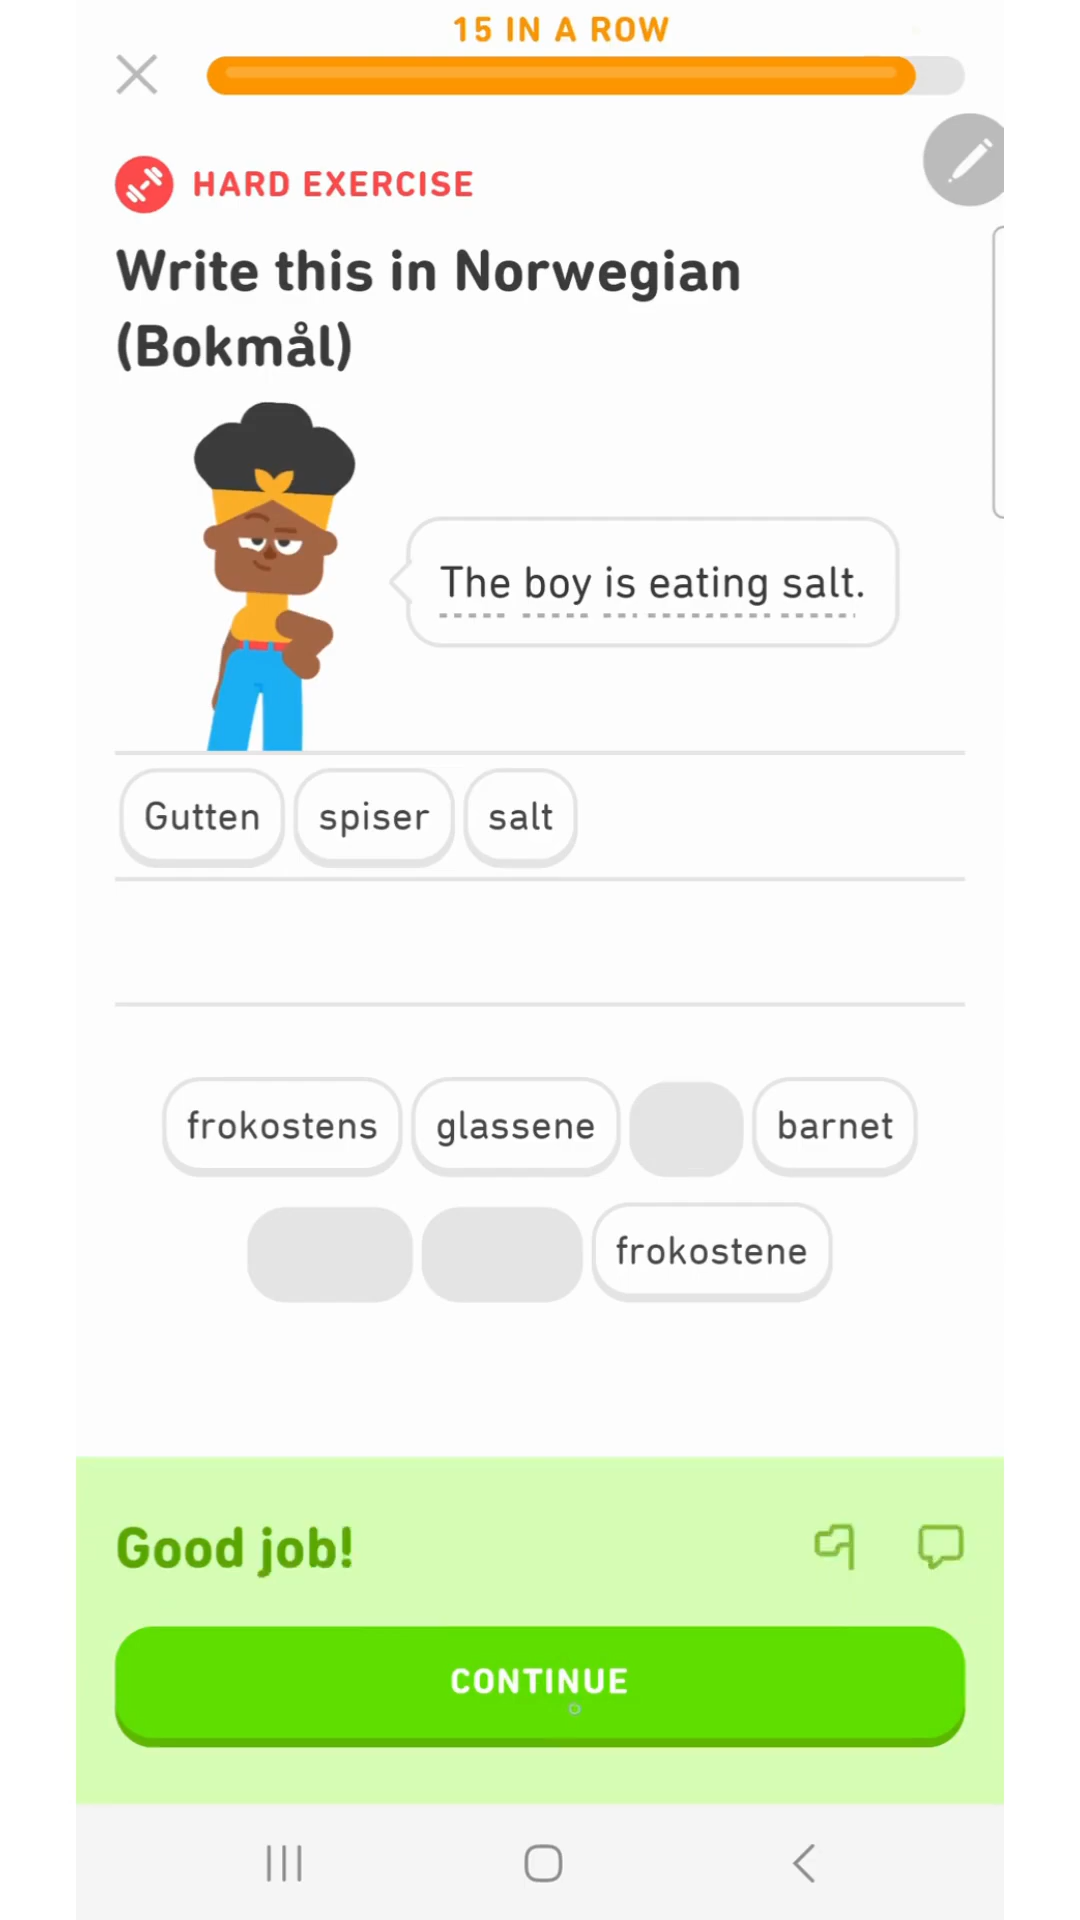 15 IN A ROW
HARD EXERCISE
Write this in Norwegian
(Bokmål)
The boy is eating salt.
Gutten spiser salt
frokostens glassene barnet
frokostene
Good job!
CONTINUE